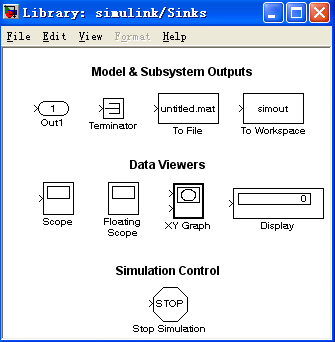 Library: simulink/Sinks
File Edit View Format Help
Model & Subsystem Outputs
1 untitled.mat simout
Out1 Terminator To File To Workspace
Data Viewers
0
Scope Floating Scope XY Graph Display
Simulation Control
STOP
Stop Simulation